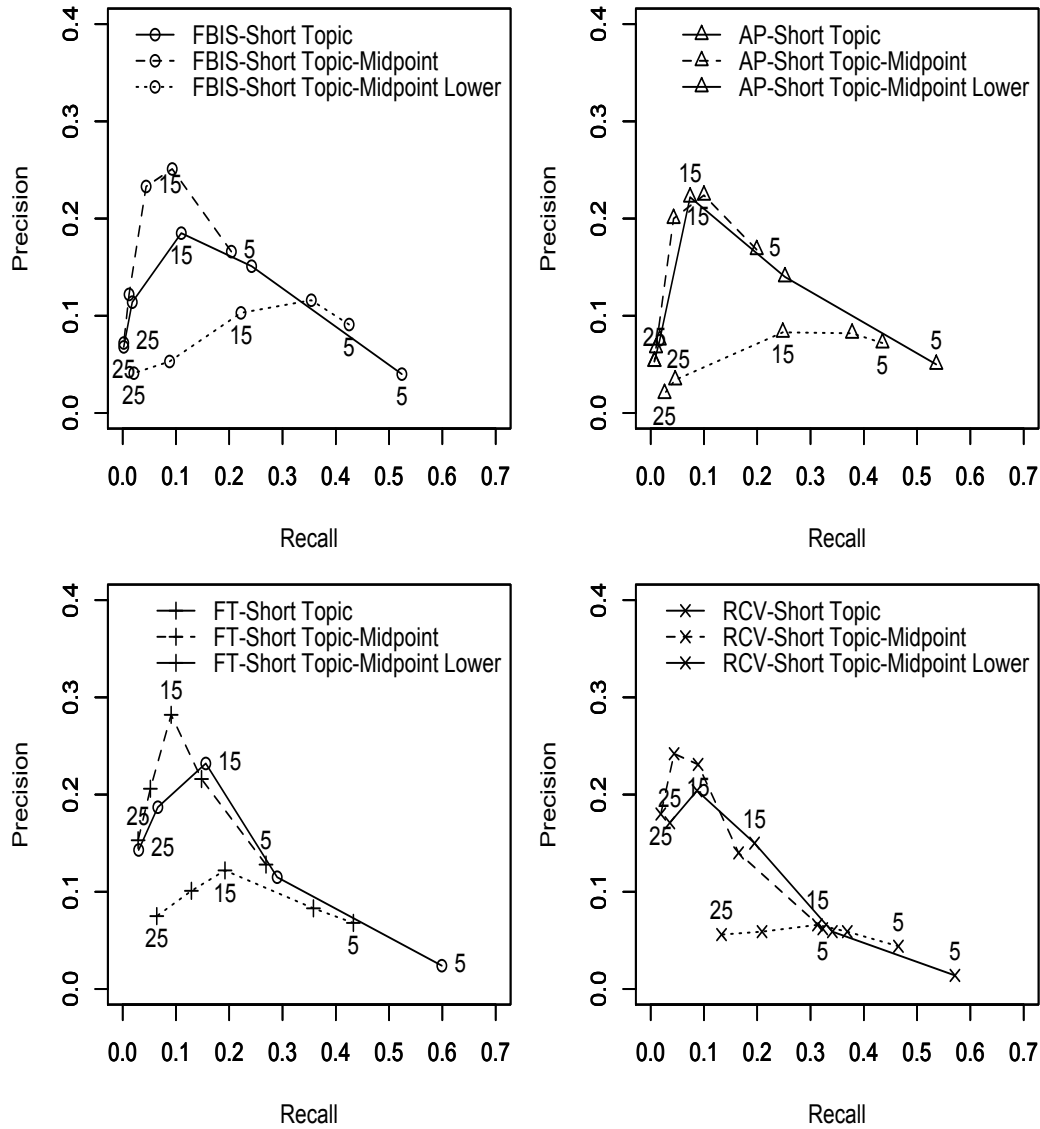 FBIS-Short Topic
FBIS-Short Topic-Midpoint
FBIS-Short Topic-Midpoint Lower
Precision
0.0 0.1 0.2 0.3 0.4
15
15
5
25
25
25
15
5
5
0.0 0.1 0.2 0.3 0.4 0.5 0.6 0.7
Recall
AP-Short Topic
AP-Short Topic-Midpoint
AP-Short Topic-Midpoint Lower
Precision
0.0 0.1 0.2 0.3 0.4
15
15
5
25
25
25
15
5
5
0.0 0.1 0.2 0.3 0.4 0.5 0.6 0.7
Recall
FT-Short Topic
FT-Short Topic-Midpoint
FT-Short Topic-Midpoint Lower
Precision
0.0 0.1 0.2 0.3 0.4
15
15
25
25
5
15
25
5
5
0.0 0.1 0.2 0.3 0.4 0.5 0.6 0.7
Recall
RCV-Short Topic
RCV-Short Topic-Midpoint
RCV-Short Topic-Midpoint Lower
Precision
0.0 0.1 0.2 0.3 0.4
25
15
25
15
25
15
5
5
5
0.0 0.1 0.2 0.3 0.4 0.5 0.6 0.7
Recall